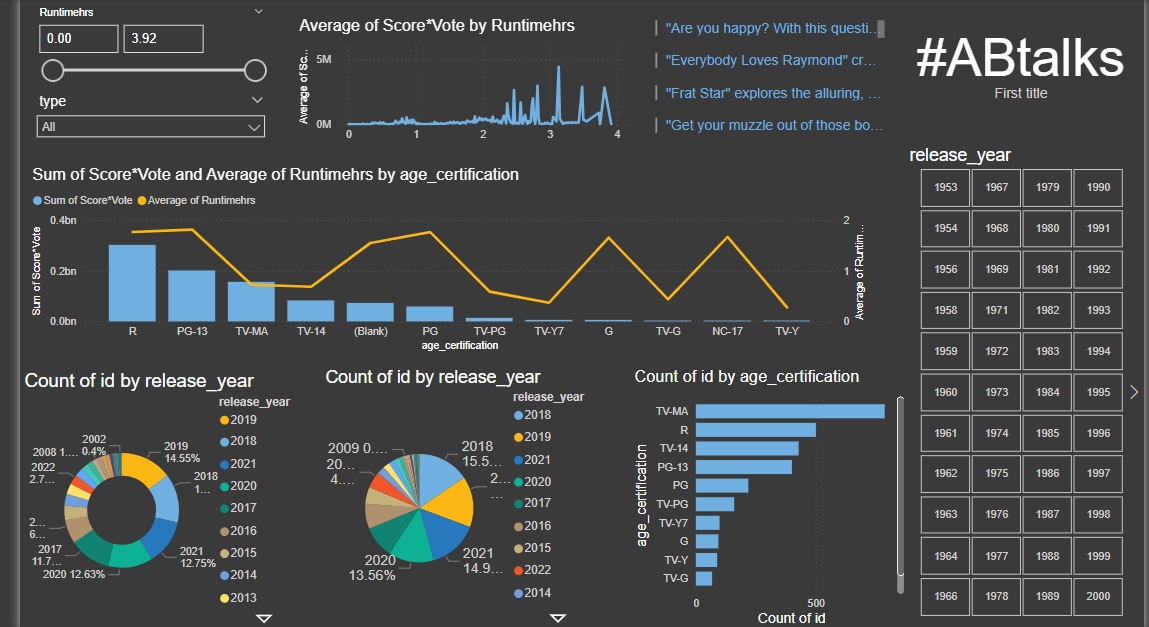 Runtimehrs
0.00
3.92
type
All
Average of Score*Vote by Runtimehrs
Average of Sc...
5M
0M
0
1
2
3
4
"Are you happy? With this questi...
"Everybody Loves Raymond" cr...
"Frat Star" explores the alluring, ...
"Get your muzzle out of those bo...
#ABtalks
First title
Sum of Score*Vote and Average of Runtimehrs by age_certification
Sum of Score*Vote
Average of Runtimehrs
Sum of Score*Vote
0.4bn
0.2bn
0.0bn
2
1
0
Average of Runtim...
R
PG-13
TV-MA
TV-14
(Blank)
PG
TV-PG
TV-Y7
G
TV-G
NC-17
TV-Y
age_certification
release_year
1953 1967 1979 1990
1954 1968 1980 1991
1956 1969 1981 1992
1958 1971 1982 1993
1959 1972 1983 1994
1960 1973 1984 1995
1961 1974 1985 1996
1962 1975 1986 1997
1963 1976 1987 1998
1964 1977 1988 1999
1966 1978 1989 2000
Count of id by release_year
release_year
2019
2018
2021
2020
2017
2016
2015
2014
2013
2002
0.4%
2008 1....
2022
2.7...
2...
6...
2017
11.7...
2020 12.63%
2021
12.75%
2018
1...
2019
14.55%
Count of id by release_year
release_year
2018
2019
2021
2020
2017
2016
2015
2022
2014
2009 0....
20...
4....
2020
13.56%
2021
14.9...
2...
...
2018
15.5...
Count of id by age_certification
age_certification
TV-MA
R
TV-14
PG-13
PG
TV-PG
TV-Y7
G
TV-Y
TV-G
0
500
Count of id